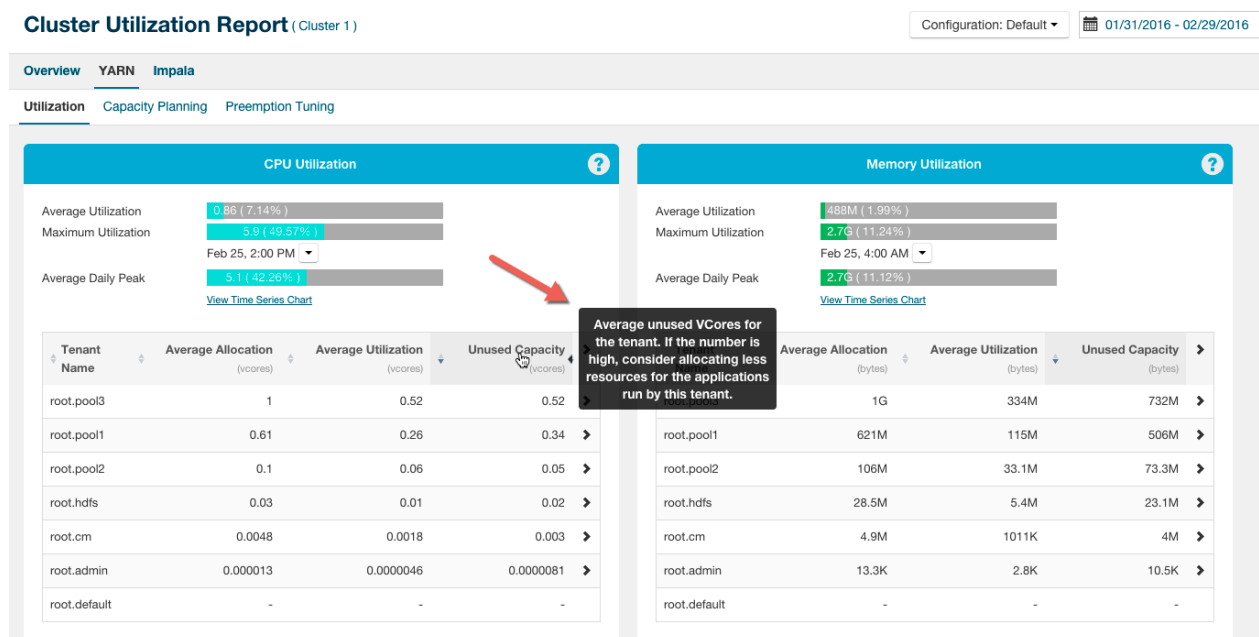 Cluster Utilization Report ( Cluster 1 )
Configuration: Default
01/31/2016 - 02/29/2016
Overview YARN Impala
Utilization Capacity Planning Preemption Tuning
CPU Utilization ?
Average Utilization 0.86 ( 7.14% )
Maximum Utilization 5.9 ( 49.57% )
Feb 25, 2:00 PM
Average Daily Peak 5.1 ( 42.26% )
View Time Series Chart
Tenant Name Average Allocation (vcores) Average Utilization (vcores) Unused Capacity (vcores)
root.pool3 1 0.52 0.52
root.pool1 0.61 0.26 0.34
root.pool2 0.1 0.06 0.05
root.hdfs 0.03 0.01 0.02
root.cm 0.0048 0.0018 0.003
root.admin 0.000013 0.0000046 0.0000081
root.default - - -
Average unused VCores for
the tenant. If the number is
high, consider allocating less
resources for the applications
run by this tenant.
Memory Utilization ?
Average Utilization 488M ( 1.99% )
Maximum Utilization 2.7G ( 11.24% )
Feb 25, 4:00 AM
Average Daily Peak 2.7G ( 11.12% )
View Time Series Chart
Name Average Allocation (bytes) Average Utilization (bytes) Unused Capacity (bytes)
root.pool3 1G 334M 732M
root.pool1 621M 115M 506M
root.pool2 106M 33.1M 73.3M
root.hdfs 28.5M 5.4M 23.1M
root.cm 4.9M 1011K 4M
root.admin 13.3K 2.8K 10.5K
root.default - - -